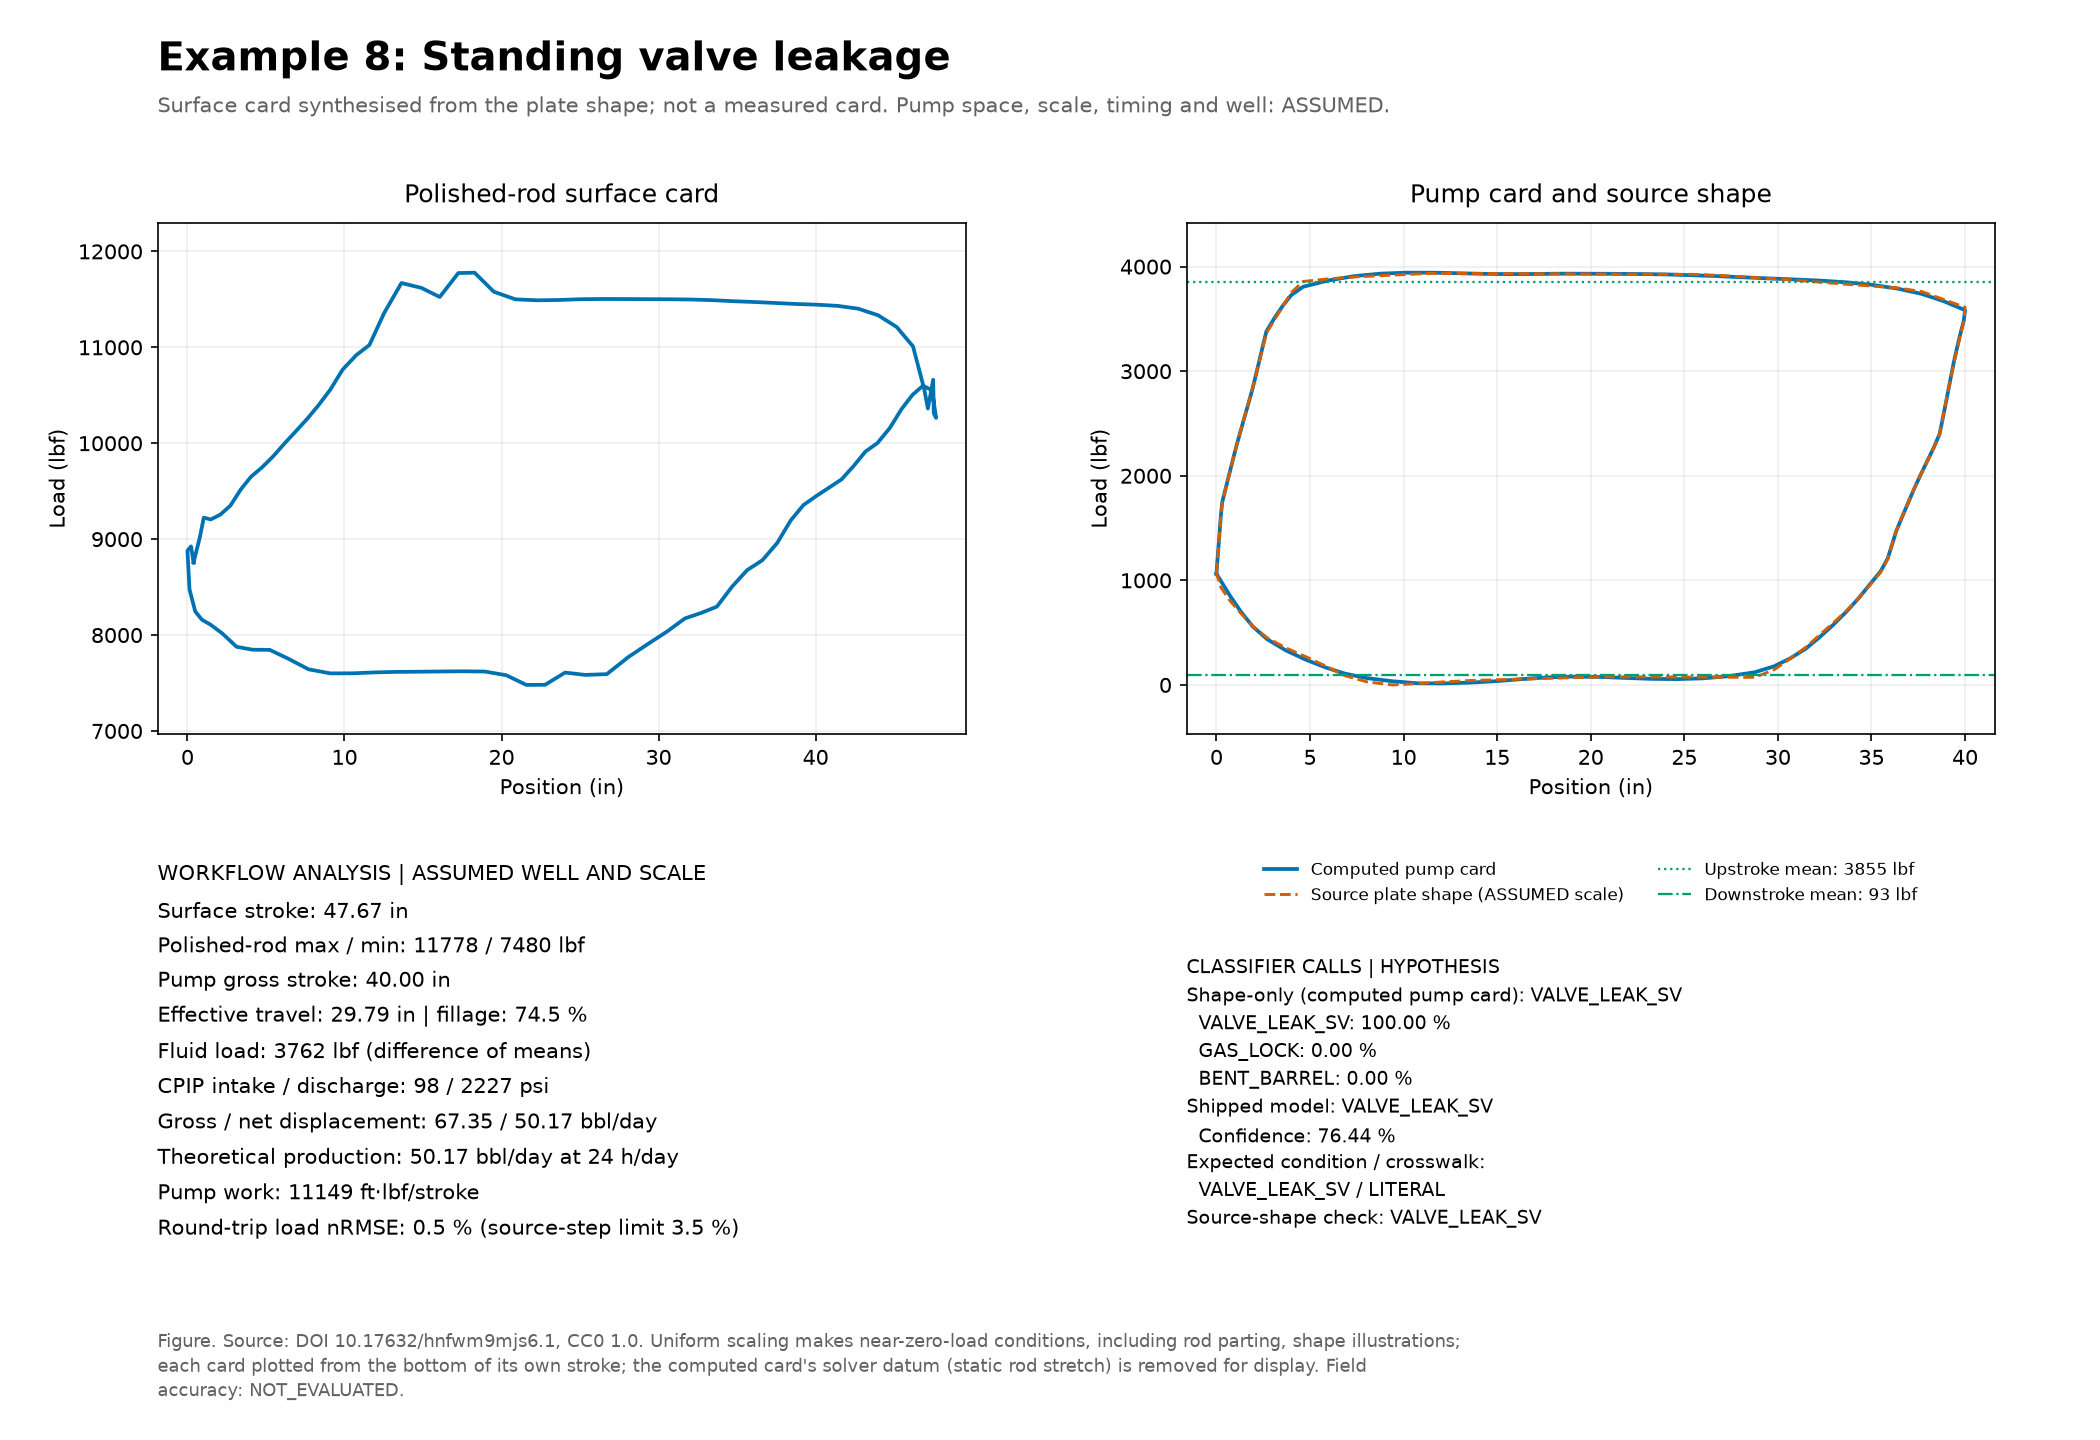 Example 8: Standing valve leakage
Surface card synthesised from the plate shape; not a measured card. Pump space, scale, timing and well: ASSUMED.
Polished-rod surface card
12000
11000
10000
9000
8000
7000
Load (lbf)
0 10 20 30 40
Position (in)
Pump card and source shape
4000
3000
2000
1000
0
Load (lbf)
0 5 10 15 20 25 30 35 40
Position (in)
WORKFLOW ANALYSIS | ASSUMED WELL AND SCALE
Surface stroke: 47.67 in
Polished-rod max / min: 11778 / 7480 lbf
Pump gross stroke: 40.00 in
Effective travel: 29.79 in | fillage: 74.5 %
Fluid load: 3762 lbf (difference of means)
CPIP intake / discharge: 98 / 2227 psi
Gross / net displacement: 67.35 / 50.17 bbl/day
Theoretical production: 50.17 bbl/day at 24 h/day
Pump work: 11149 ft·lbf/stroke
Round-trip load nRMSE: 0.5 % (source-step limit 3.5 %)
Computed pump card
Source plate shape (ASSUMED scale)
Upstroke mean: 3855 lbf
Downstroke mean: 93 lbf
CLASSIFIER CALLS | HYPOTHESIS
Shape-only (computed pump card): VALVE_LEAK_SV
VALVE_LEAK_SV: 100.00 %
GAS_LOCK: 0.00 %
BENT_BARREL: 0.00 %
Shipped model: VALVE_LEAK_SV
Confidence: 76.44 %
Expected condition / crosswalk:
VALVE_LEAK_SV / LITERAL
Source-shape check: VALVE_LEAK_SV
Figure. Source: DOI 10.17632/hnfwm9mjs6.1, CC0 1.0. Uniform scaling makes near-zero-load conditions, including rod parting, shape illustrations;
each card plotted from the bottom of its own stroke; the computed card's solver datum (static rod stretch) is removed for display. Field
accuracy: NOT_EVALUATED.